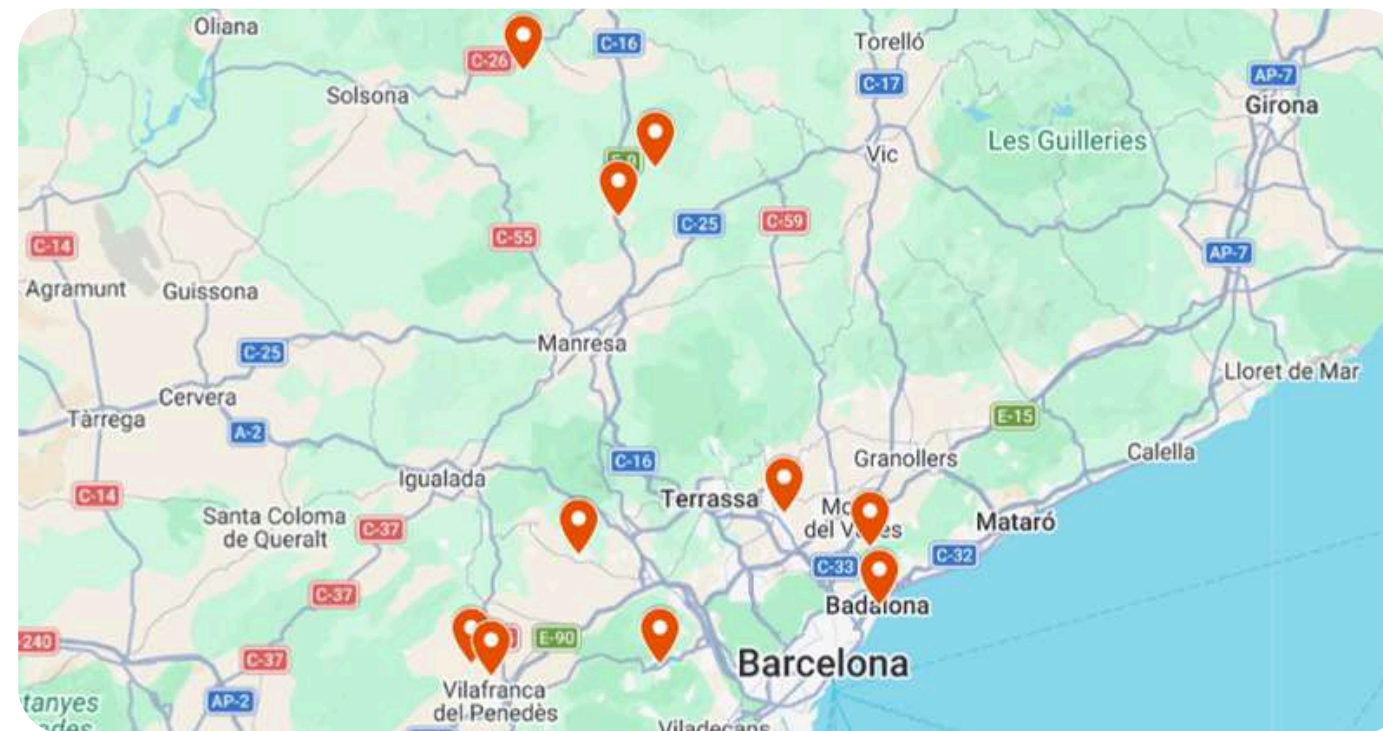 Oliana
C-16
Torelló
C-26
C-17
AP-7
Solsona
Girona
Les Guilleries
Vic
C-25
C-59
C-55
C-14
AP-7
Agramunt
Guissona
Manresa
C-25
Lloret de Mar
Cervera
Tàrrega
E-15
A-2
Calella
Granollers
C-16
Igualada
C-14
Terrassa
Santa Coloma
de Queralt
C-37
del
Mataró
C-32
C-33
C-37
Badalona
-240
E-90
C-37
Barcelona
Vilafranca
del Penedès
AP-2
tanyes
Viladecans